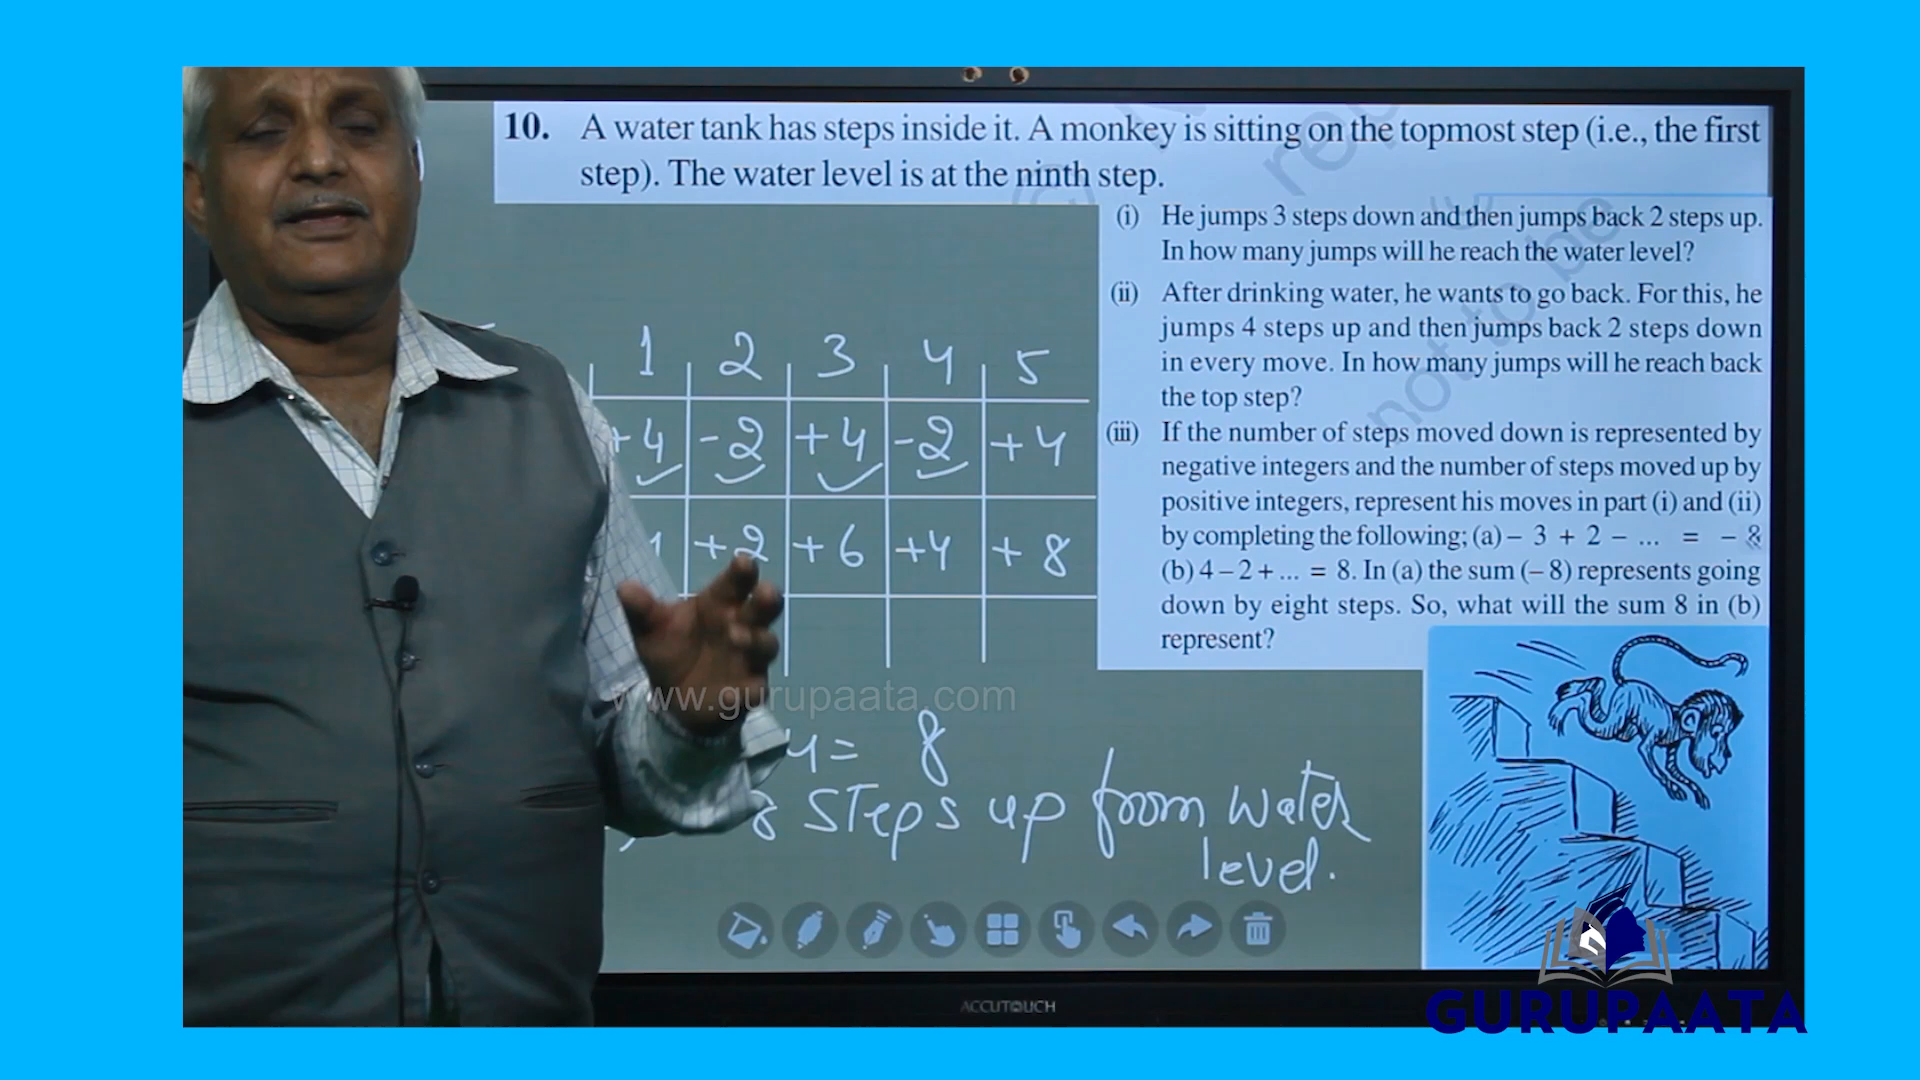 10. A water tank has steps inside it. A monkey is sitting on the topmost step (i.e., the first
step). The water level is at the ninth step.
(i) He jumps 3 steps down and then jumps back 2 steps up.
In how many jumps will he reach the water level?
(ii) After drinking water, he wants to go back. For this, he
jumps 4 steps up and then jumps back 2 steps down
in every move. In how many jumps will he reach back
the top step?
(iii) If the number of steps moved down is represented by
negative integers and the number of steps moved up by
positive integers, represent his moves in part (i) and (ii)
by completing the following; (a) – 3 + 2 – ... = – 8
(b) 4 – 2 + ... = 8. In (a) the sum (– 8) represents going
down by eight steps. So, what will the sum 8 in (b)
represent?
not to be
1 2 3 4 5
+4 -2 +4 -2 +4
+2 +6 +4 +8
www.gurupaata.com
4 = 8
8 steps up from water
level.
ACCUTOUCH
GURUPAATA